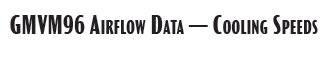 GMVM96 Airflow Data — Cooling Speeds